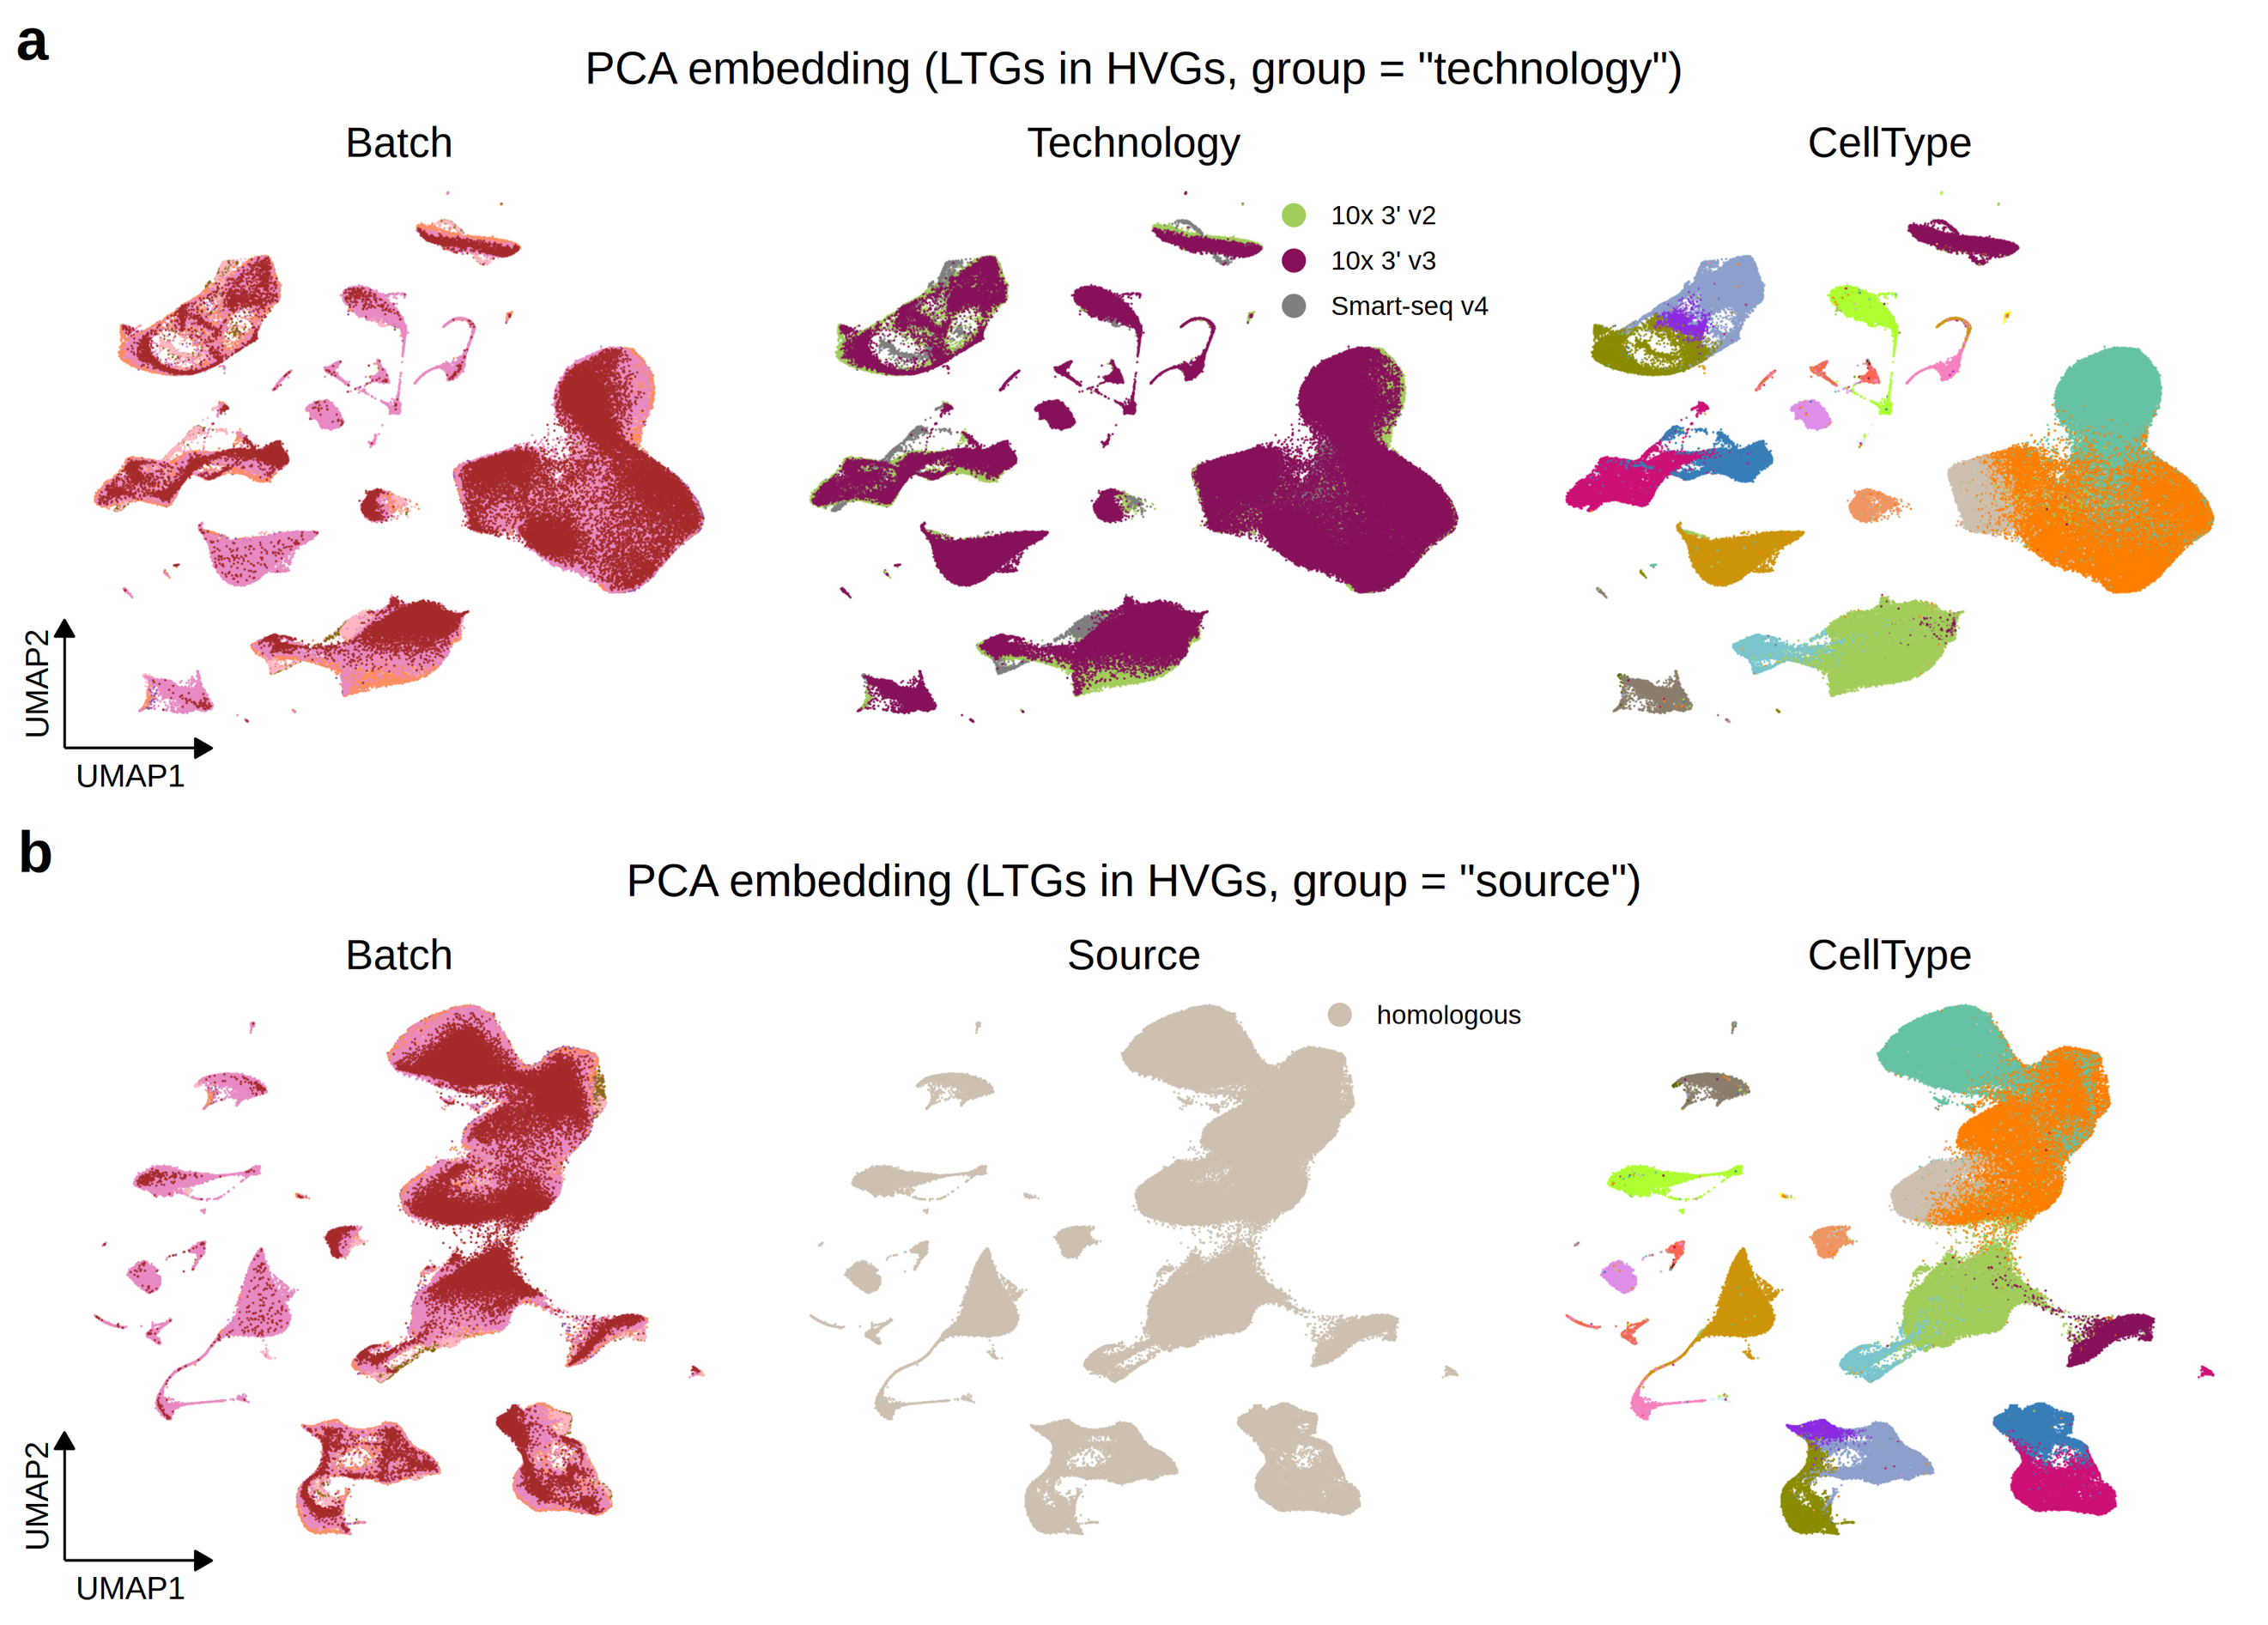 a
PCA embedding (LTGs in HVGs, group = "technology")
Batch
Technology
CellType
10x 3' v2
10x 3' v3
Smart-seq v4
UMAP2
UMAP1
b
PCA embedding (LTGs in HVGs, group = "source")
Batch
Source
CellType
homologous
UMAP2
UMAP1